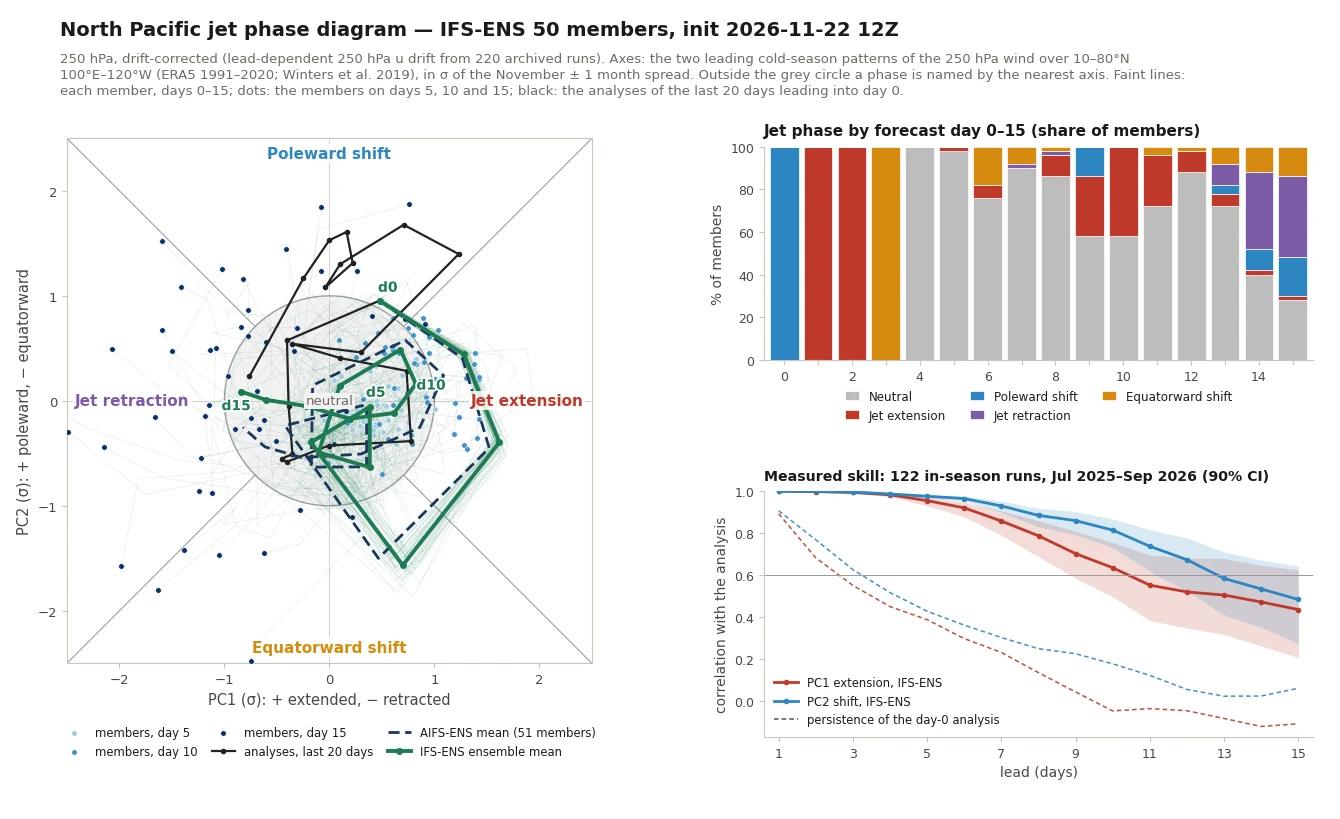 North Pacific jet phase diagram — IFS-ENS 50 members, init 2026-11-22 12Z
250 hPa, drift-corrected (lead-dependent 250 hPa u drift from 220 archived runs). Axes: the two leading cold-season patterns of the 250 hPa wind over 10–80°N
100°E–120°W (ERA5 1991–2020; Winters et al. 2019), in σ of the November ± 1 month spread. Outside the grey circle a phase is named by the nearest axis. Faint lines:
each member, days 0–15; dots: the members on days 5, 10 and 15; black: the analyses of the last 20 days leading into day 0.
Poleward shift
Jet retraction
Jet extension
Equatorward shift
neutral
d0
d5
d10
d15
2
1
0
−1
−2
PC2 (σ): + poleward, − equatorward
−2
−1
0
1
2
PC1 (σ): + extended, − retracted
members, day 5
members, day 10
members, day 15
analyses, last 20 days
AIFS-ENS mean (51 members)
IFS-ENS ensemble mean
Jet phase by forecast day 0–15 (share of members)
100
80
60
40
20
0
% of members
0
2
4
6
8
10
12
14
Neutral
Jet extension
Poleward shift
Jet retraction
Equatorward shift
Measured skill: 122 in-season runs, Jul 2025–Sep 2026 (90% CI)
1.0
0.8
0.6
0.4
0.2
0.0
correlation with the analysis
PC1 extension, IFS-ENS
PC2 shift, IFS-ENS
persistence of the day-0 analysis
1
3
5
7
9
11
13
15
lead (days)